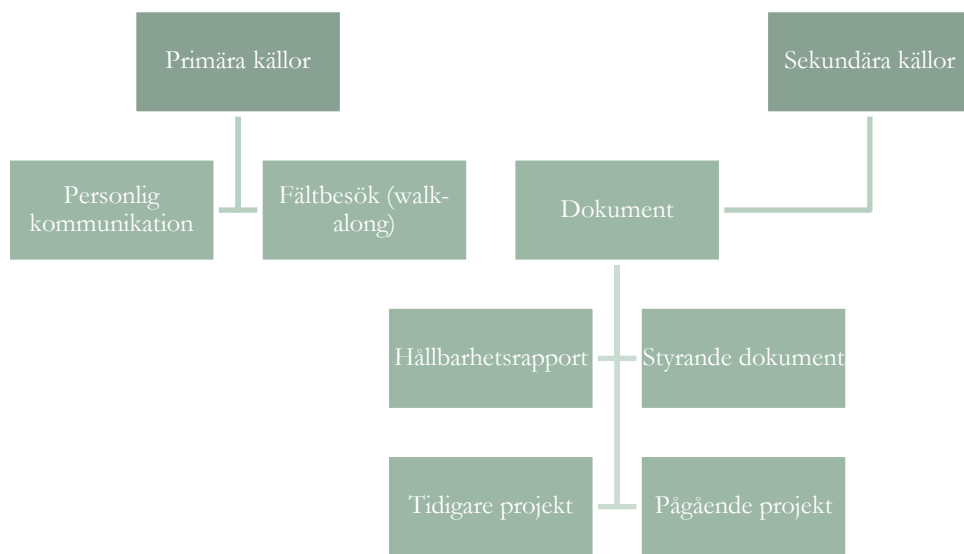 Primära källor
Sekundära källor
Personlig
kommunikation
Fältbesök (walk-
along)
Dokument
Hållbarhetsrapport
Styrande dokument
Tidigare projekt
Pågående projekt